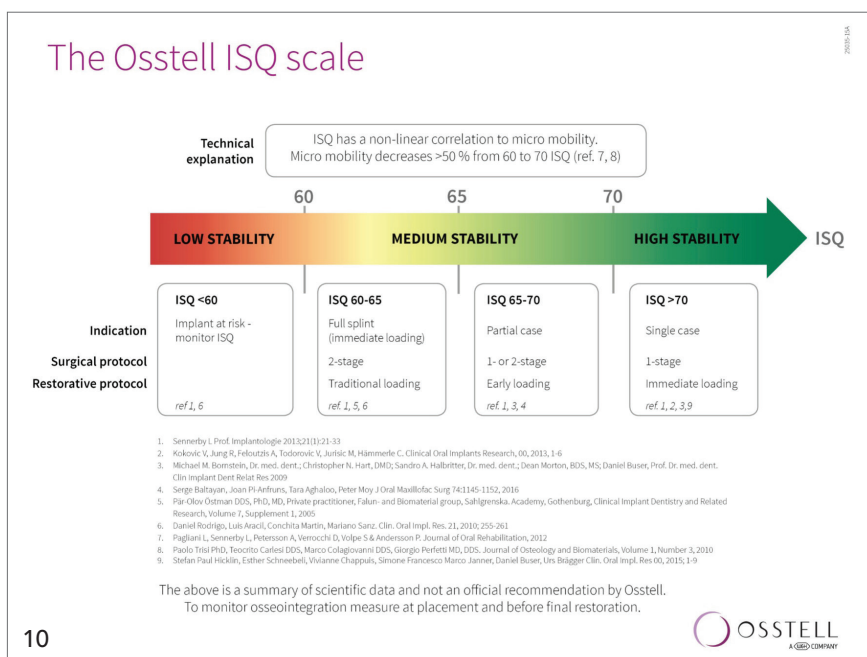 The Osstell ISQ scale
25035-15A
Technical
explanation
ISQ has a non-linear correlation to micro mobility.
Micro mobility decreases >50 % from 60 to 70 ISQ (ref. 7, 8)
60 65 70
LOW STABILITY MEDIUM STABILITY HIGH STABILITY ISQ
ISQ <60 ISQ 60-65 ISQ 65-70 ISQ >70
Indication
Implant at risk -
monitor ISQ
Full splint
(immediate loading)
Partial case
Single case
Surgical protocol 2-stage 1- or 2-stage 1-stage
Restorative protocol Traditional loading Early loading Immediate loading
ref 1, 6 ref. 1, 5, 6 ref. 1, 3, 4 ref. 1, 2, 3,9
1. Sennerby L Prof. Implantologie 2013;21(1):21-33
2. Kokovic V, Jung R, Feloutzis A, Todorovic V, Jurisic M, Hämmerle C. Clinical Oral Implants Research, 00, 2013, 1-6
3. Michael M. Bornstein, Dr. med. dent.; Christopher N. Hart, DMD; Sandro A. Halbritter, Dr. med. dent.; Dean Morton, BDS, MS; Daniel Buser, Prof. Dr. med. dent.
Clin Implant Dent Relat Res 2009
4. Serge Baltayan, Joan Pi-Anfruns, Tara Aghaloo, Peter Moy J Oral Maxillofac Surg 74:1145-1152, 2016
5. Pär-Olov Östman DDS, PhD, MD, Private practitioner, Falun- and Biomaterial group, Sahlgrenska. Academy, Gothenburg, Clinical Implant Dentistry and Related
Research, Volume 7, Supplement 1, 2005
6. Daniel Rodrigo, Luis Aracil, Conchita Martin, Mariano Sanz. Clin. Oral Impl. Res. 21, 2010; 255-261
7. Pagliani L, Sennerby L, Petersson A, Verrocchi D, Volpe S & Andersson P. Journal of Oral Rehabilitation, 2012
8. Paolo Trisi PhD, Teocrito Carlesi DDS, Marco Colagiovanni DDS, Giorgio Perfetti MD, DDS. Journal of Osteology and Biomaterials, Volume 1, Number 3, 2010
9. Stefan Paul Hicklin, Esther Schneebeli, Vivianne Chappuis, Simone Francesco Marco Janner, Daniel Buser, Urs Brägger Clin. Oral Impl. Res 00, 2015; 1-9
The above is a summary of scientific data and not an official recommendation by Osstell.
To monitor osseointegration measure at placement and before final restoration.
10
OSSTELL
A W&H COMPANY